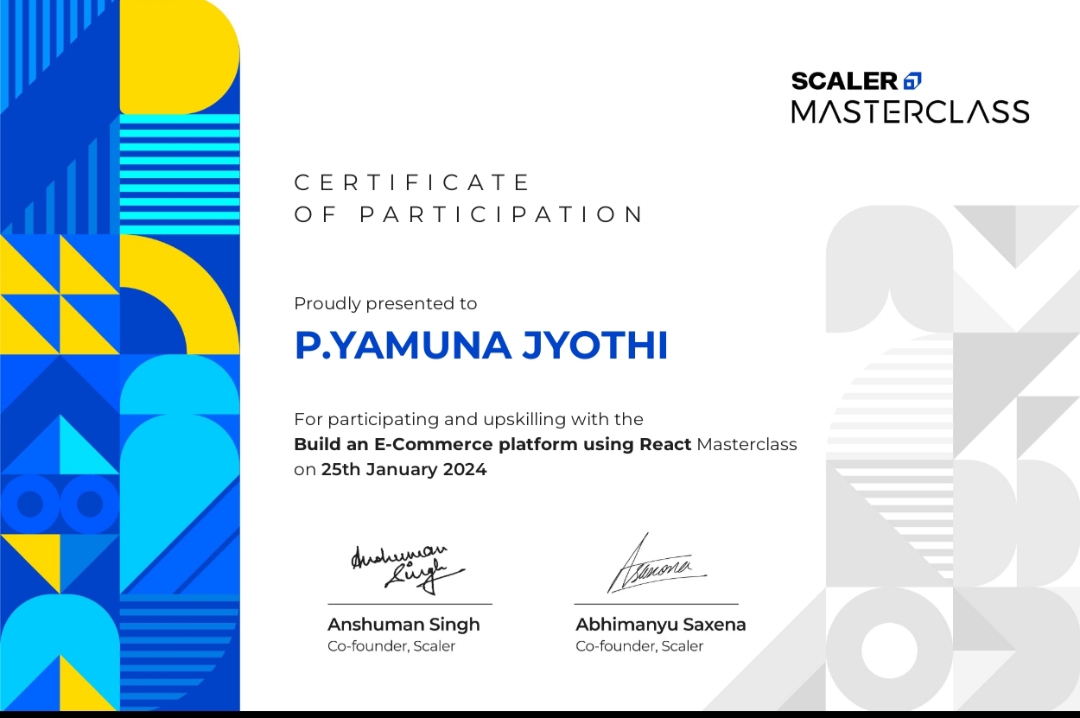 SCALER
MASTERCLASS
CERTIFICATE
OF PARTICIPATION
Proudly presented to
P.YAMUNA JYOTHI
For participating and upskilling with the
Build an E-Commerce platform using React Masterclass
on 25th January 2024
Anshuman Singh
Asaxena
Anshuman Singh
Co-founder, Scaler
Abhimanyu Saxena
Co-founder, Scaler